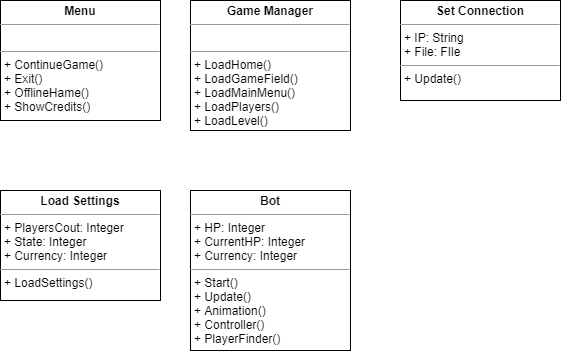 Menu
+ ContinueGame()
+ Exit()
+ OfflineHame()
+ ShowCredits()
Game Manager
+ LoadHome()
+ LoadGameField()
+ LoadMainMenu()
+ LoadPlayers()
+ LoadLevel()
Set Connection
+ IP: String
+ File: FIle
+ Update()
Load Settings
+ PlayersCout: Integer
+ State: Integer
+ Currency: Integer
+ LoadSettings()
Bot
+ HP: Integer
+ CurrentHP: Integer
+ Currency: Integer
+ Start()
+ Update()
+ Animation()
+ Controller()
+ PlayerFinder()